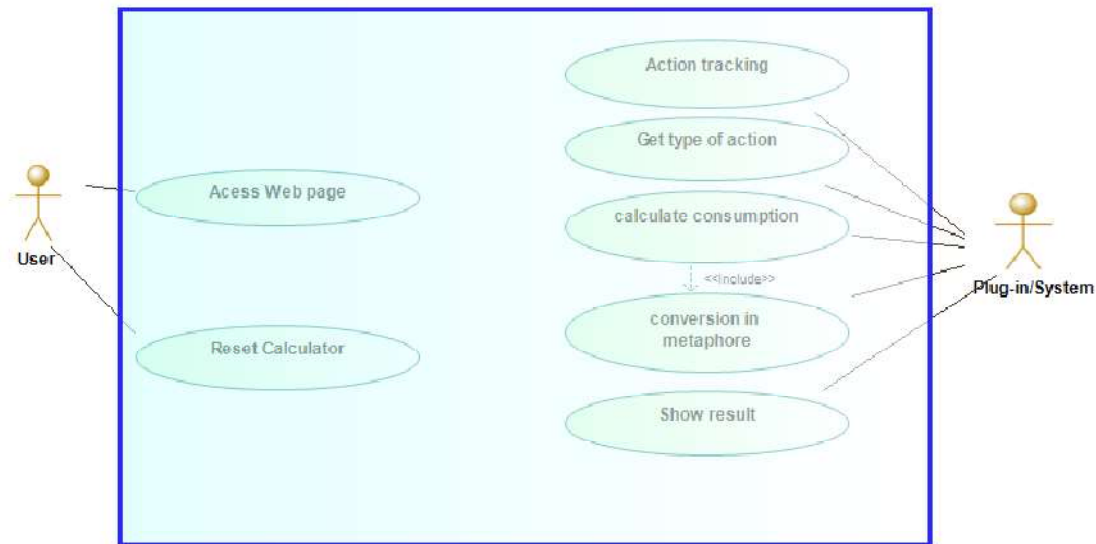 Action tracking
Get type of action
Acess Web page
calculate consumption
User
<<Include>>
Plug-in/System
conversion in
metaphore
Reset Calculator
Show result